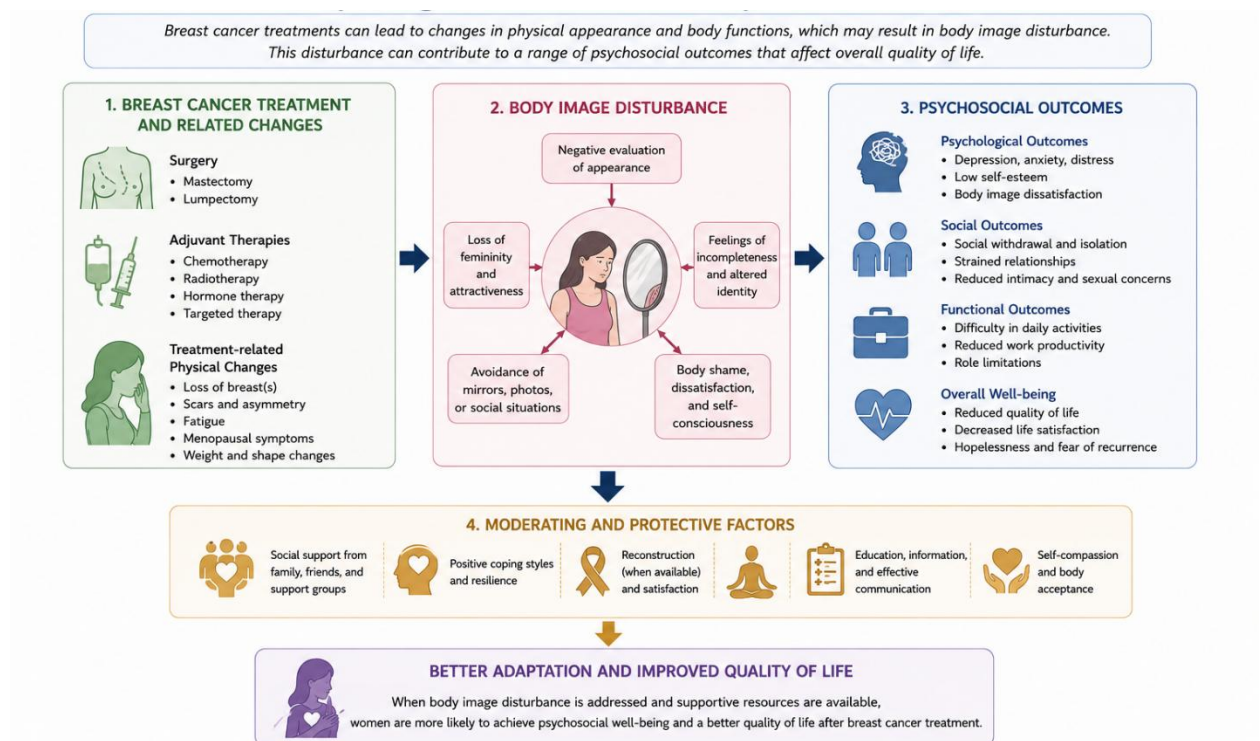 Breast cancer treatments can lead to changes in physical appearance and body functions, which may result in body image disturbance.
This disturbance can contribute to a range of psychosocial outcomes that affect overall quality of life.
1. BREAST CANCER TREATMENT
AND RELATED CHANGES
Surgery
• Mastectomy
• Lumpectomy
Adjuvant Therapies
• Chemotherapy
• Radiotherapy
• Hormone therapy
• Targeted therapy
Treatment-related
Physical Changes
• Loss of breast(s)
• Scars and asymmetry
• Fatigue
• Menopausal symptoms
• Weight and shape changes
2. BODY IMAGE DISTURBANCE
Negative evaluation
of appearance
Loss of
femininity
and
attractiveness
Feelings of
incompleteness
and altered
identity
Avoidance of
mirrors, photos,
or social situations
Body shame,
dissatisfaction,
and self-
consciousness
3. PSYCHOSOCIAL OUTCOMES
Psychological Outcomes
• Depression, anxiety, distress
• Low self-esteem
• Body image dissatisfaction
Social Outcomes
• Social withdrawal and isolation
• Strained relationships
• Reduced intimacy and sexual concerns
Functional Outcomes
• Difficulty in daily activities
• Reduced work productivity
• Role limitations
Overall Well-being
• Reduced quality of life
• Decreased life satisfaction
• Hopelessness and fear of recurrence
4. MODERATING AND PROTECTIVE FACTORS
Social support from
family, friends, and
support groups
Positive coping styles
and resilience
Reconstruction
(when available)
and satisfaction
Education, information,
and effective
communication
Self-compassion
and body
acceptance
BETTER ADAPTATION AND IMPROVED QUALITY OF LIFE
When body image disturbance is addressed and supportive resources are available,
women are more likely to achieve psychosocial well-being and a better quality of life after breast cancer treatment.